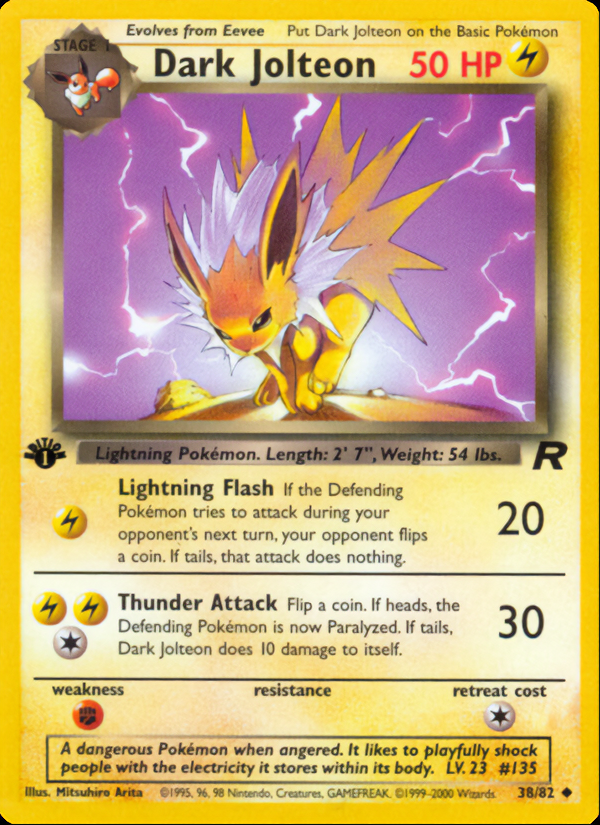 Evolves from Eevee Put Dark Jolteon on the Basic Pokémon
STAGE 1
Dark Jolteon 50 HP
EDITION
1
Lightning Pokémon. Length: 2' 7", Weight: 54 lbs.
R
Lightning Flash If the Defending
Pokémon tries to attack during your
opponent's next turn, your opponent flips
a coin. If tails, that attack does nothing.
20
Thunder Attack Flip a coin. If heads, the
Defending Pokémon is now Paralyzed. If tails,
Dark Jolteon does 10 damage to itself.
30
weakness resistance retreat cost
A dangerous Pokémon when angered. It likes to playfully shock
people with the electricity it stores within its body. LV. 23 #135
Illus. Mitsuhiro Arita ©1995, 96, 98 Nintendo, Creatures, GAMEFREAK. ©1999-2000 Wizards. 38/82